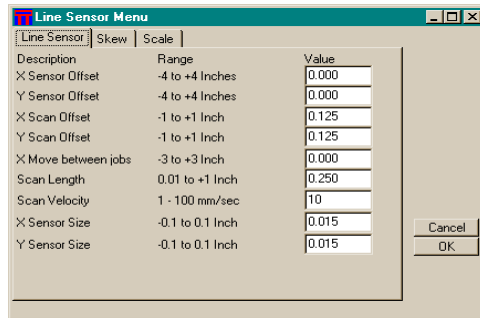 Line Sensor Menu
Line Sensor Skew Scale
Description Range Value
X Sensor Offset -4 to +4 Inches 0.000
Y Sensor Offset -4 to +4 Inches 0.000
X Scan Offset -1 to +1 Inch 0.125
Y Scan Offset -1 to +1 Inch 0.125
X Move between jobs -3 to +3 Inch 0.000
Scan Length 0.01 to +1 Inch 0.250
Scan Velocity 1 - 100 mm/sec 10
X Sensor Size -0.1 to 0.1 Inch 0.015
Y Sensor Size -0.1 to 0.1 Inch 0.015
Cancel
OK